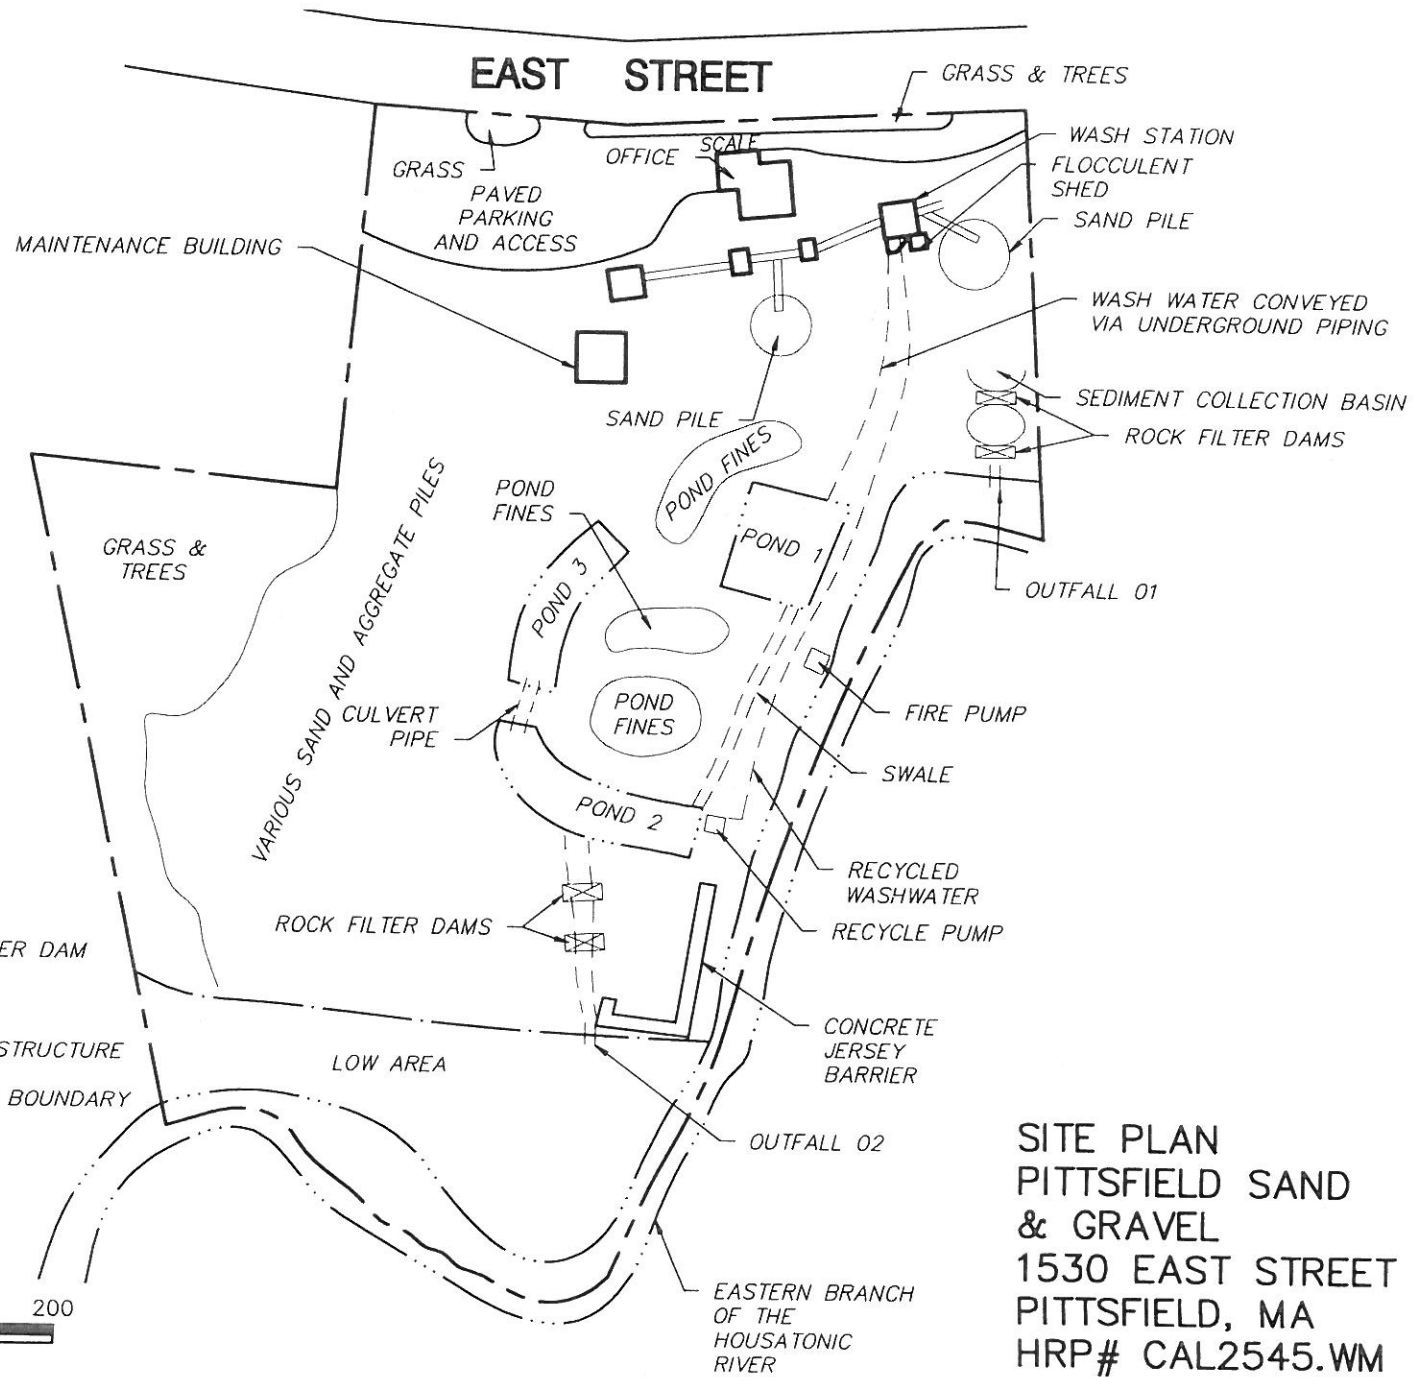 EAST STREET
GRASS & TREES
WASH STATION
SCALE
OFFICE
FLOCCULENT
SHED
GRASS
PAVED
PARKING
AND ACCESS
SAND PILE
MAINTENANCE BUILDING
WASH WATER CONVEYED
VIA UNDERGROUND PIPING
SEDIMENT COLLECTION BASIN
SAND PILE
ROCK FILTER DAMS
POND FINES
POND
FINES
VARIOUS SAND AND AGGREGATE PILES
GRASS &
TREES
POND 1
POND 3
OUTFALL 01
POND
FINES
CULVERT
PIPE
FIRE PUMP
SWALE
POND 2
RECYCLED
WASHWATER
ROCK FILTER DAMS
RECYCLE PUMP
ER DAM
CONCRETE
JERSEY
BARRIER
STRUCTURE
LOW AREA
BOUNDARY
OUTFALL 02
SITE PLAN
PITTSFIELD SAND
& GRAVEL
1530 EAST STREET
PITTSFIELD, MA
HRP# CAL2545.WM
EASTERN BRANCH
OF THE
HOUSATONIC
RIVER
200